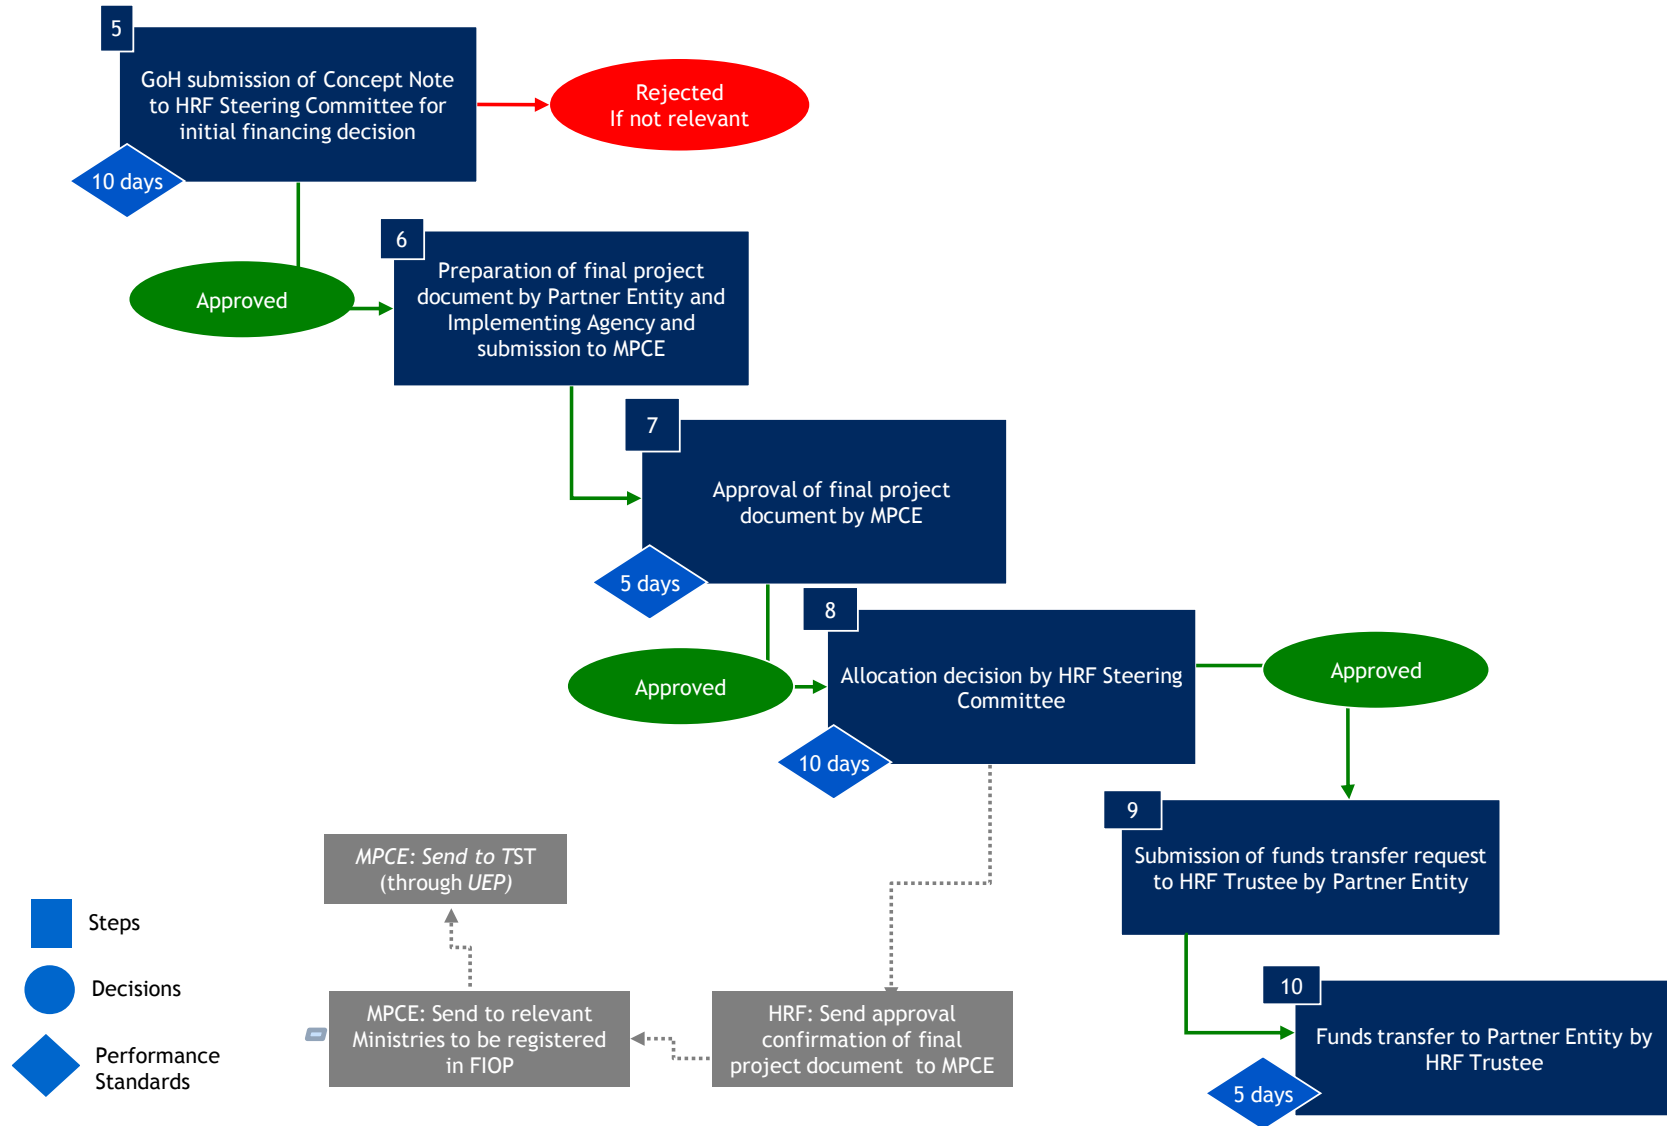 5
GoH submission of Concept Note
to HRF Steering Committee for
initial financing decision
10 days
Rejected
If not relevant
Approved
6
Preparation of final project
document by Partner Entity and
Implementing Agency and
submission to MPCE
7
Approval of final project
document by MPCE
5 days
Approved
8
Allocation decision by HRF Steering
Committee
10 days
Approved
9
Submission of funds transfer request
to HRF Trustee by Partner Entity
10
Funds transfer to Partner Entity by
HRF Trustee
5 days
MPCE: Send to TST
(through UEP)
MPCE: Send to relevant
Ministries to be registered
in FIOP
HRF: Send approval
confirmation of final
project document to MPCE
Steps
Decisions
Performance
Standards